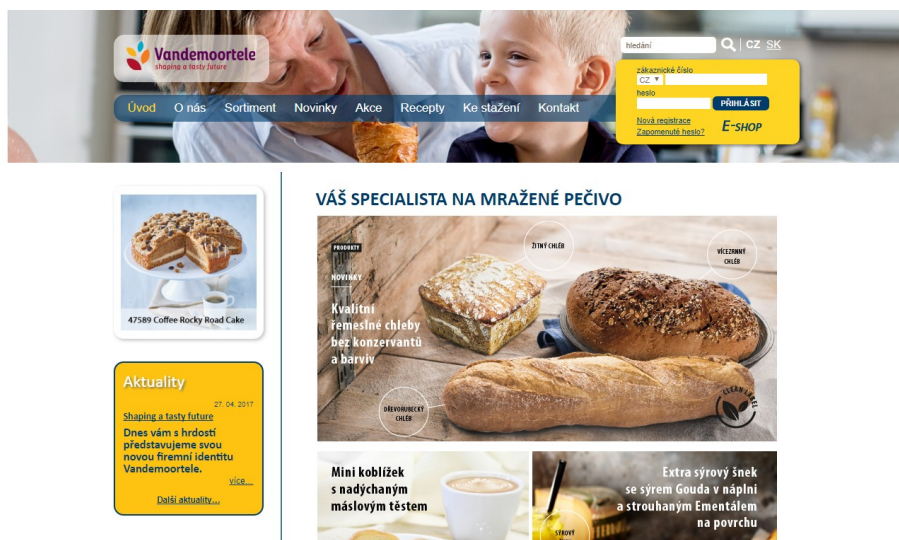 Vandemoortele
shaping a tasty future
hledání
CZ SK
zákaznické číslo
CZ
heslo
PŘIHLÁSIT
Nová registrace
Zapomenuté heslo?
E-SHOP
Úvod O nás Sortiment Novinky Akce Recepty Ke stažení Kontakt
47589 Coffee Rocky Road Cake
Aktuality
27. 04. 2017
Shaping a tasty future
Dnes vám s hrdostí
představujeme svou
novou firemní identitu
Vandemoortele.
více...
Další aktuality...
VÁŠ SPECIALISTA NA MRAŽENÉ PEČIVO
PRODUKTY
NOVINKY
Kvalitní
řemeslné chleby
bez konzervantů
a barviv
ŽITNÝ CHLÉB
VÍCEZRNNÝ
CHLÉB
DŘEVORUBECKÝ
CHLÉB
CLEAN LABEL
Mini koblížek
s nadýchaným
máslovým těstem
Extra sýrový šnek
se sýrem Gouda v náplni
a strouhaným Ementálem
na povrchu
SÝROVÝ